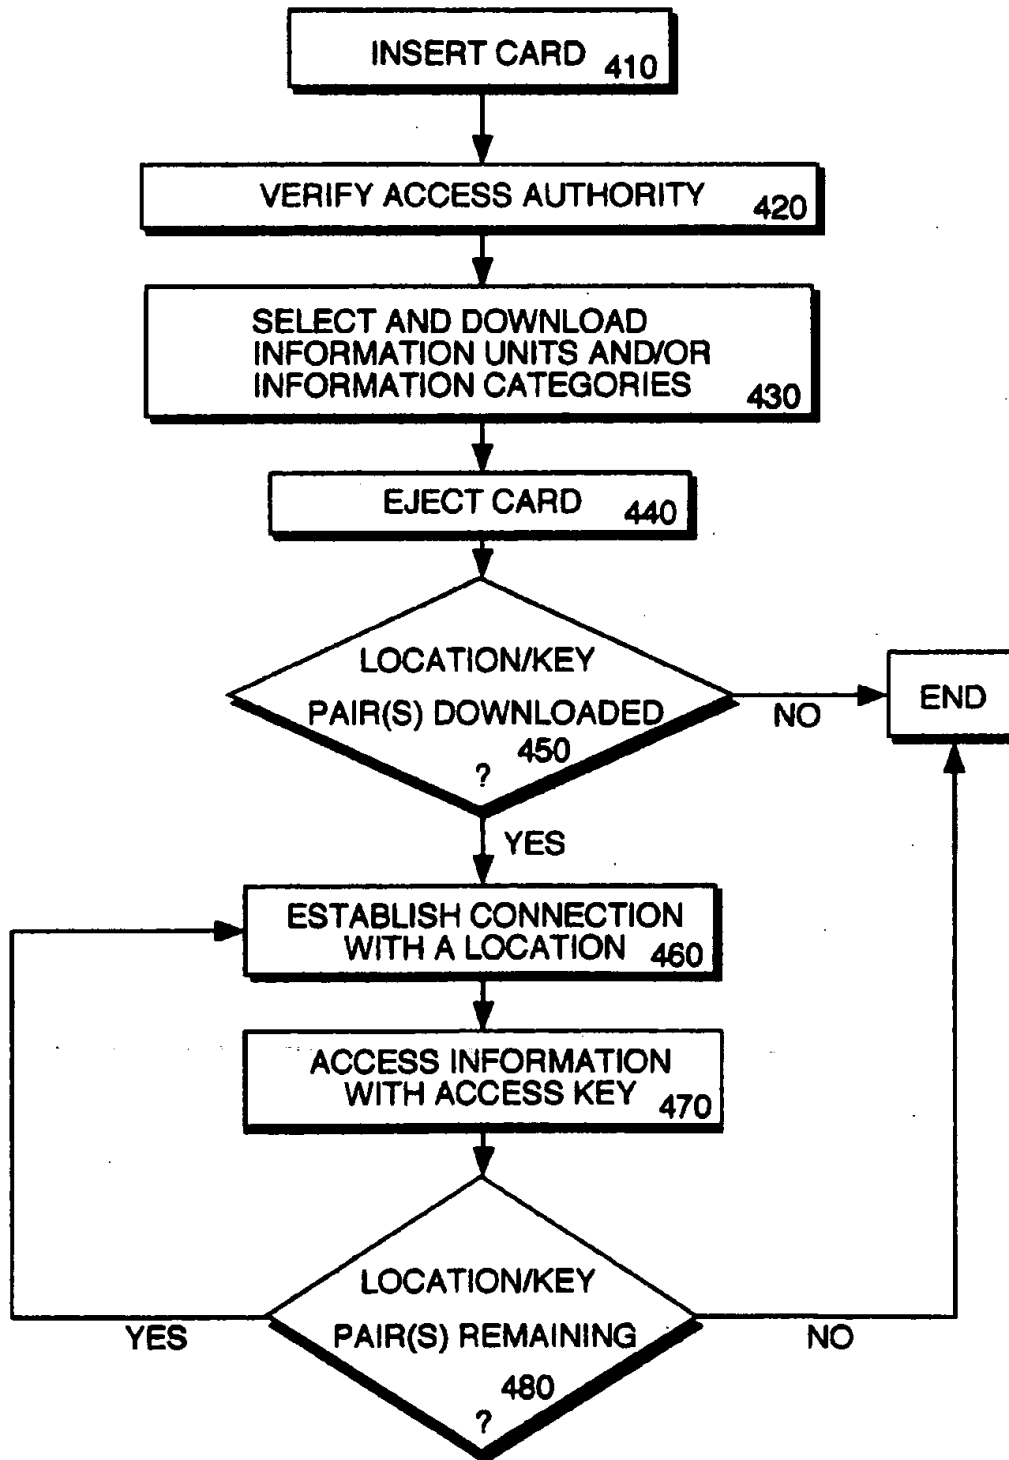 INSERT CARD 410
VERIFY ACCESS AUTHORITY 420
SELECT AND DOWNLOAD
INFORMATION UNITS AND/OR
INFORMATION CATEGORIES 430
EJECT CARD 440
LOCATION/KEY
PAIR(S) DOWNLOADED
450
?
NO
END
YES
ESTABLISH CONNECTION
WITH A LOCATION 460
ACCESS INFORMATION
WITH ACCESS KEY 470
LOCATION/KEY
PAIR(S) REMAINING
480
?
YES
NO